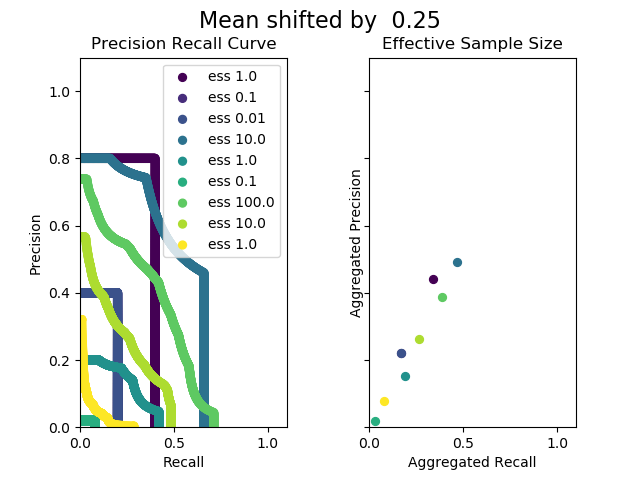 Mean shifted by  0.25
Precision Recall Curve
Effective Sample Size
1.0
0.8
0.6
0.4
0.2
0.0
Precision
ess 1.0
ess 0.1
ess 0.01
ess 10.0
ess 1.0
ess 0.1
ess 100.0
ess 10.0
ess 1.0
0.0
0.5
1.0
Recall
Aggregated Precision
0.0
0.5
1.0
Aggregated Recall